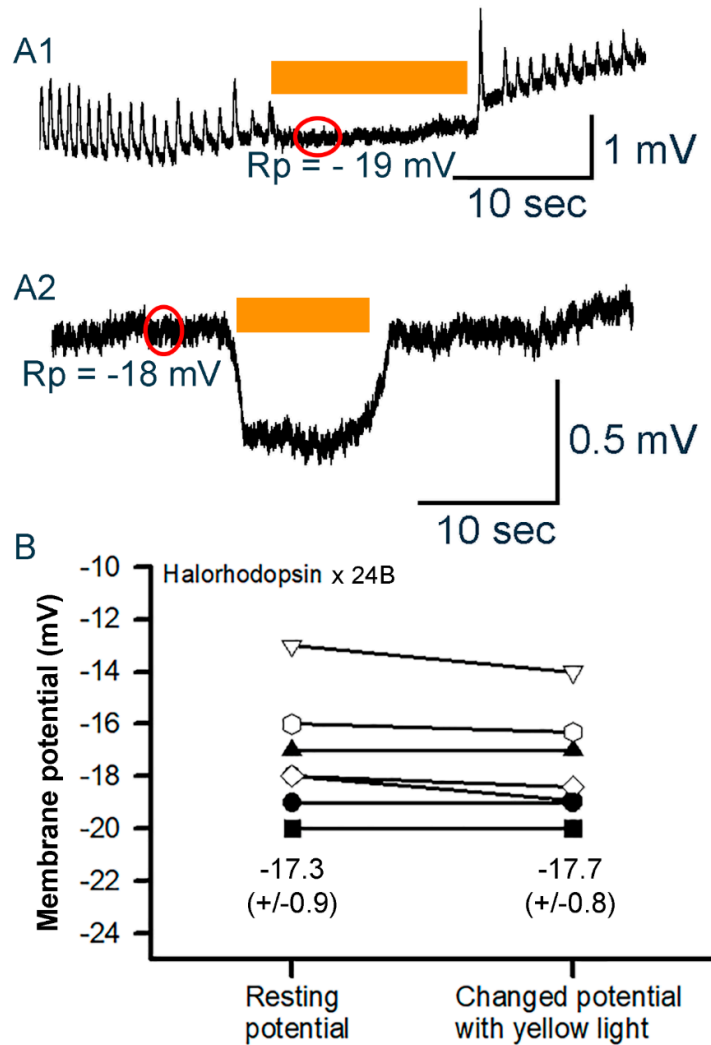 A1
Rp = - 19 mV
1 mV
10 sec
A2
Rp = -18 mV
0.5 mV
10 sec
B
Membrane potential (mV)
-10
-12
-14
-16
-18
-20
-22
-24
Halorhodopsin x 24B
-17.3
(+/-0.9)
-17.7
(+/-0.8)
Resting
potential
Changed potential
with yellow light